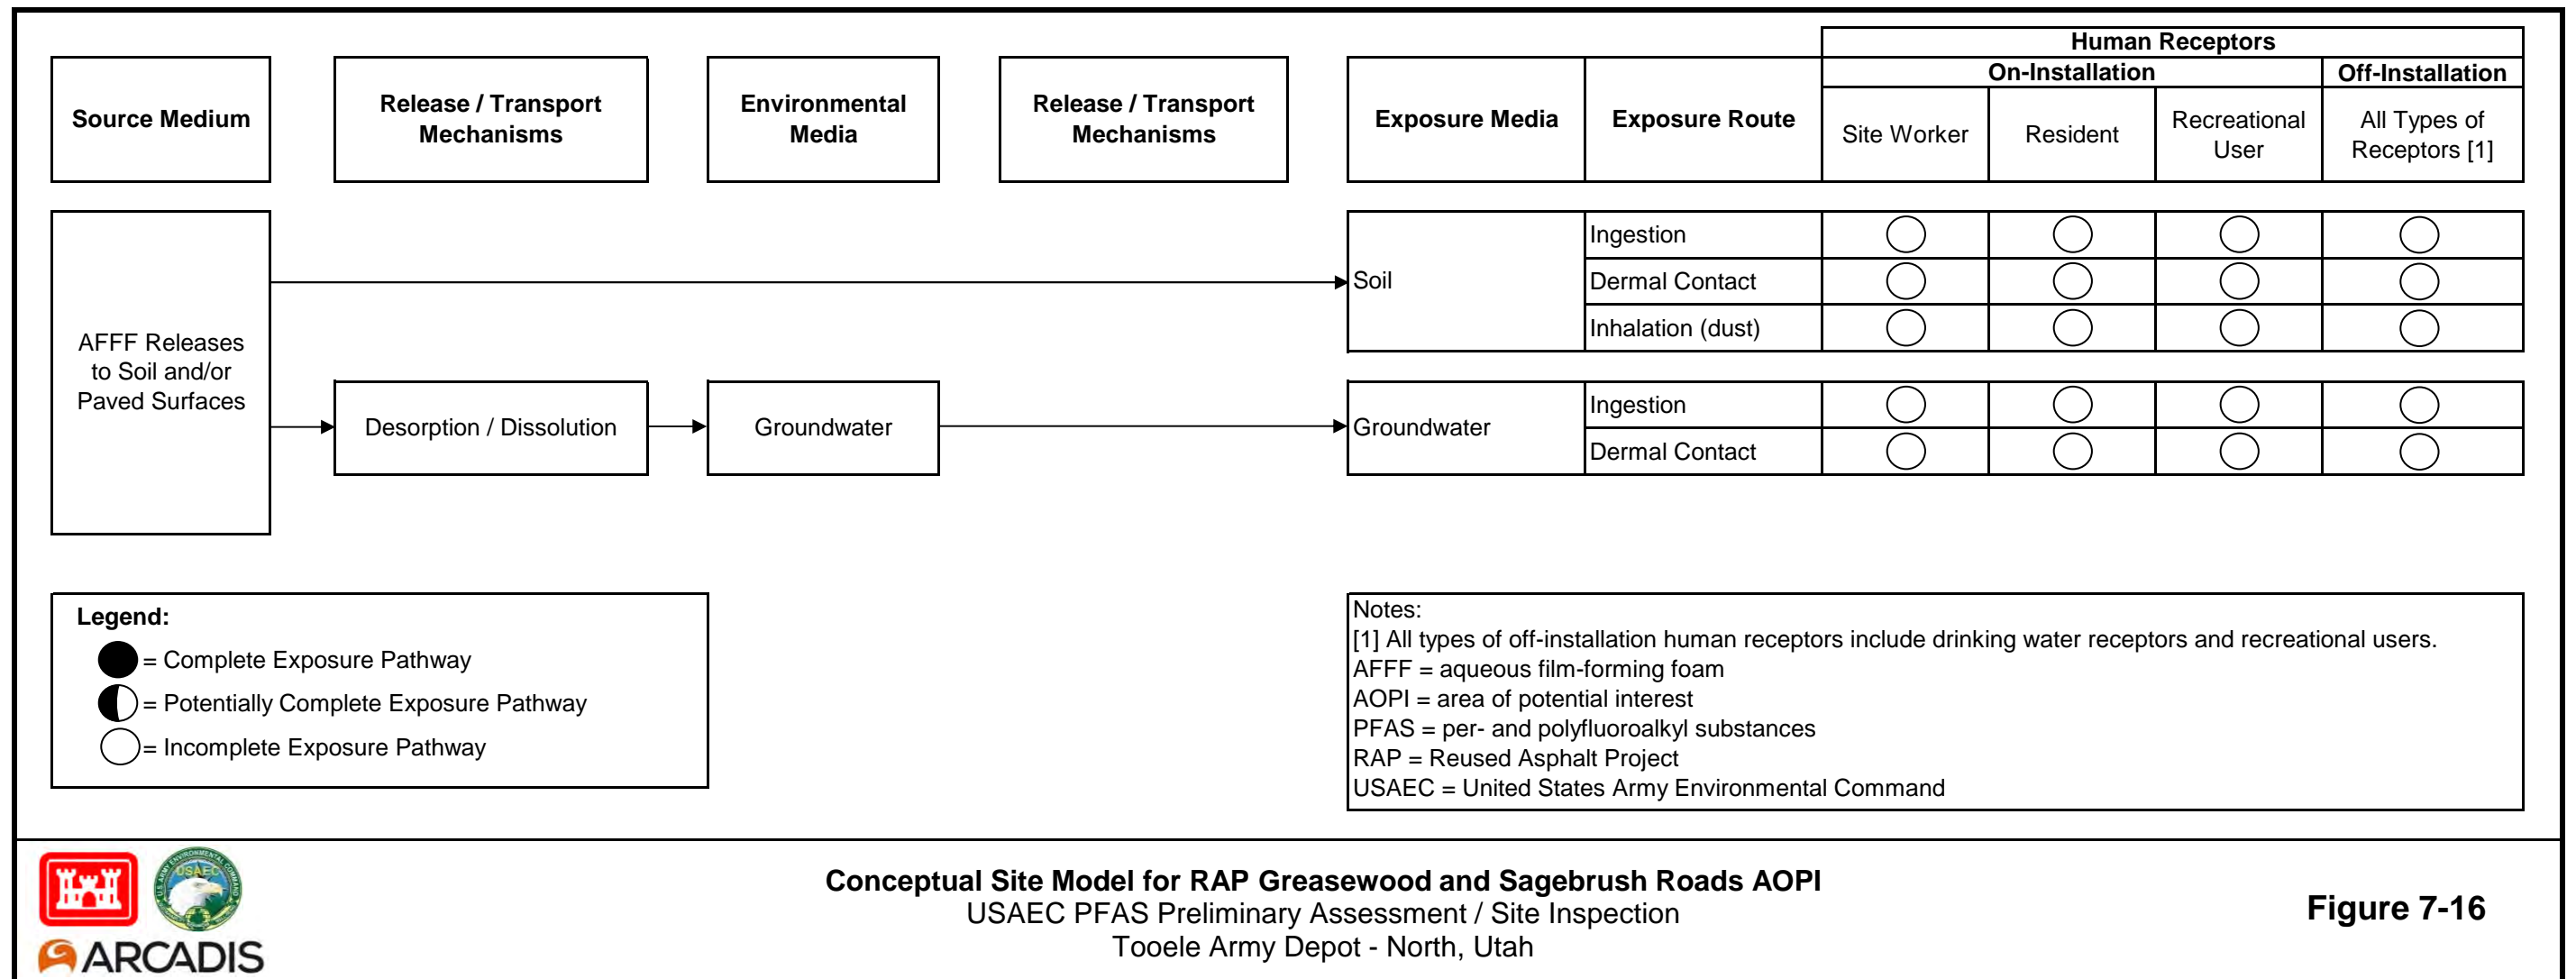 Human Receptors
On-Installation
Off-Installation
Source Medium
Release / Transport
Mechanisms
Environmental
Media
Release / Transport
Mechanisms
Exposure Media
Exposure Route
Site Worker
Resident
Recreational
User
All Types of
Receptors [1]
AFFF Releases
to Soil and/or
Paved Surfaces
Soil
Ingestion
Dermal Contact
Inhalation (dust)
Desorption / Dissolution
Groundwater
Groundwater
Ingestion
Dermal Contact
Legend:
= Complete Exposure Pathway
= Potentially Complete Exposure Pathway
= Incomplete Exposure Pathway
Notes:
[1] All types of off-installation human receptors include drinking water receptors and recreational users.
AFFF = aqueous film-forming foam
AOPI = area of potential interest
PFAS = per- and polyfluoroalkyl substances
RAP = Reused Asphalt Project
USAEC = United States Army Environmental Command
U.S. ARMY ENVIRONMENTAL COMMAND
USAEC
ARCADIS
Conceptual Site Model for RAP Greasewood and Sagebrush Roads AOPI
USAEC PFAS Preliminary Assessment / Site Inspection
Tooele Army Depot - North, Utah
Figure 7-16